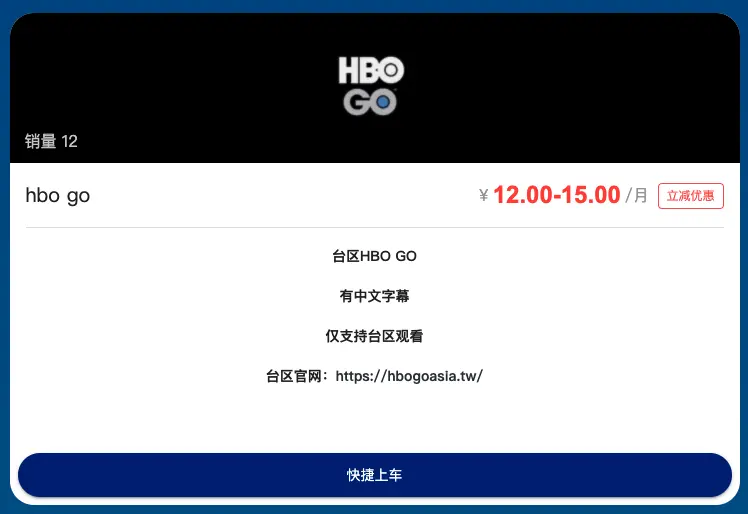 HBO
GO
销量 12
hbo go
¥ 12.00-15.00 /月 立减优惠
台区HBO GO
有中文字幕
仅支持台区观看
台区官网：https://hbogoasia.tw/
快捷上车